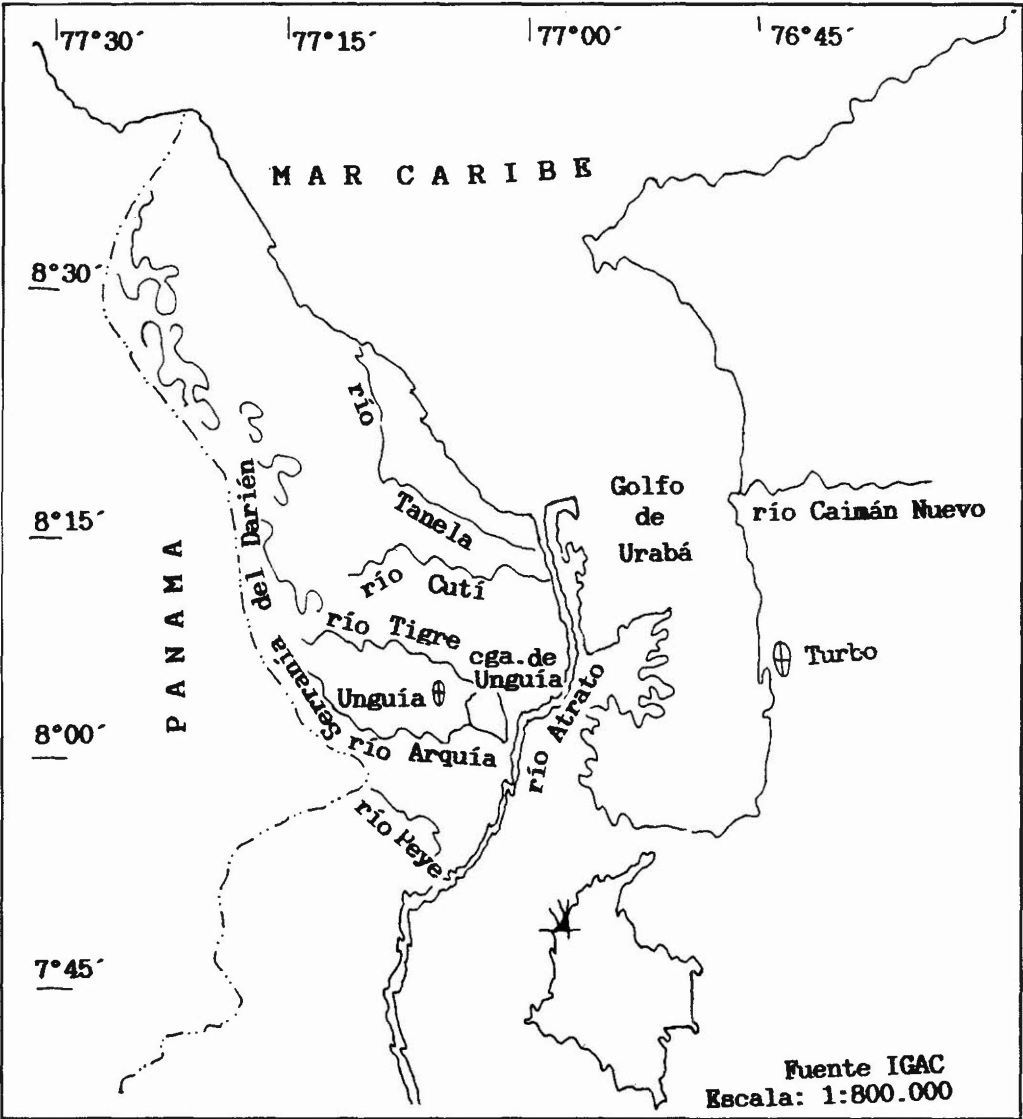 77°30´ 77°15´ 77°00´ 76°45´
MAR CARIBE
8°30´
río
Tanela
Golfo
de
Urabá
río Caimán Nuevo
8°15´
PANAMA
Serranía del Darién
río Cutí
río Tigre
cga.de
Unguía
Turbo
Unguía
río Atrato
8°00´
río Arquía
río Peye
7°45´
Fuente IGAC
Escala: 1:800.000